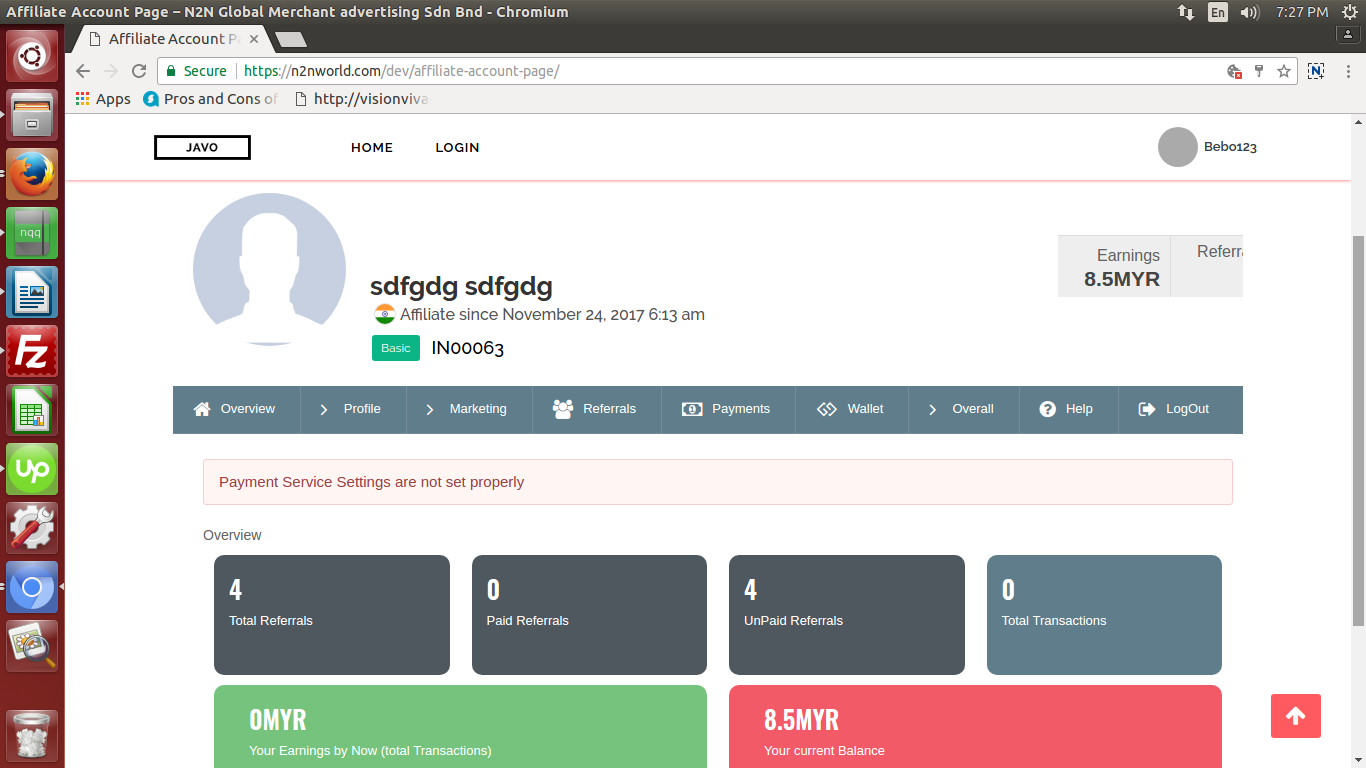 Affiliate Account Page – N2N Global Merchant advertising Sdn Bnd - Chromium
En
7:27 PM
Affiliate Account P
Secure
https://n2nworld.com/dev/affiliate-account-page/
Apps
Pros and Cons of
http://visionviva
JAVO
HOME
LOGIN
Bebo123
sdfgdg sdfgdg
Affiliate since November 24, 2017 6:13 am
Basic
IN00063
Earnings
8.5MYR
Referr
Overview
Profile
Marketing
Referrals
Payments
Wallet
Overall
Help
LogOut
Payment Service Settings are not set properly
Overview
4
Total Referrals
0
Paid Referrals
4
UnPaid Referrals
0
Total Transactions
0MYR
Your Earnings by Now (total Transactions)
8.5MYR
Your current Balance
nqq
Fz
up